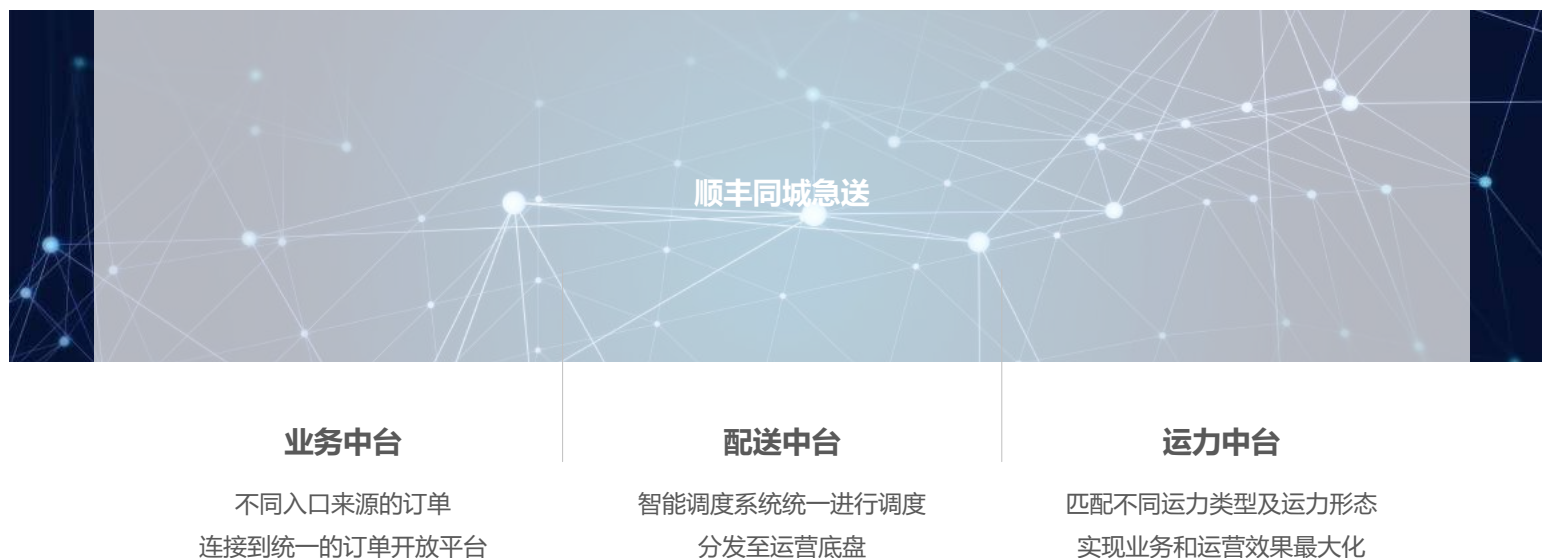 顺丰同城急送
业务中台
不同入口来源的订单
连接到统一的订单开放平台
配送中台
智能调度系统统一进行调度
分发至运营底盘
运力中台
匹配不同运力类型及运力形态
实现业务和运营效果最大化